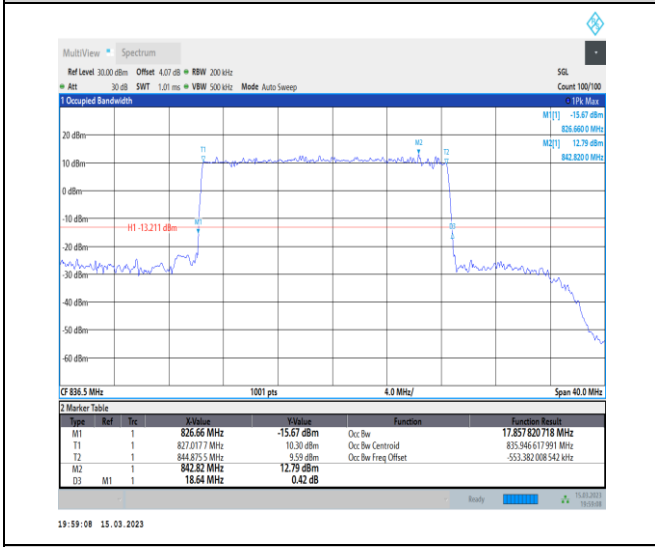 MultiView Spectrum
Ref Level 30.00 dBm Offset 4.07 dB RBW 200 kHz SGL
Att 30 dB SWT 1.01 ms VBW 500 kHz Mode Auto Sweep Count 100/100
1 Occupied Bandwidth 1Pk Max
M1[1] -15.67 dBm
826.660 0 MHz
M2[1] 12.79 dBm
842.820 0 MHz
20 dBm
T1 M2 T2
10 dBm
0 dBm
-10 dBm
H1 -13.211 dBm M1 D3
-20 dBm
-30 dBm
-40 dBm
-50 dBm
-60 dBm
CF 836.5 MHz 1001 pts 4.0 MHz/ Span 40.0 MHz
2 Marker Table
Type Ref Trc X-Value Y-Value Function Function Result
M1 1 826.66 MHz -15.67 dBm Occ Bw 17.857 820 718 MHz
T1 1 827.017 7 MHz 10.30 dBm Occ Bw Centroid 835.946 617 991 MHz
T2 1 844.875 5 MHz 9.59 dBm Occ Bw Freq Offset -553.382 008 542 kHz
M2 1 842.82 MHz 12.79 dBm
D3 M1 1 18.64 MHz 0.42 dB
Ready 15.03.2023
19:59:08
19:59:08 15.03.2023